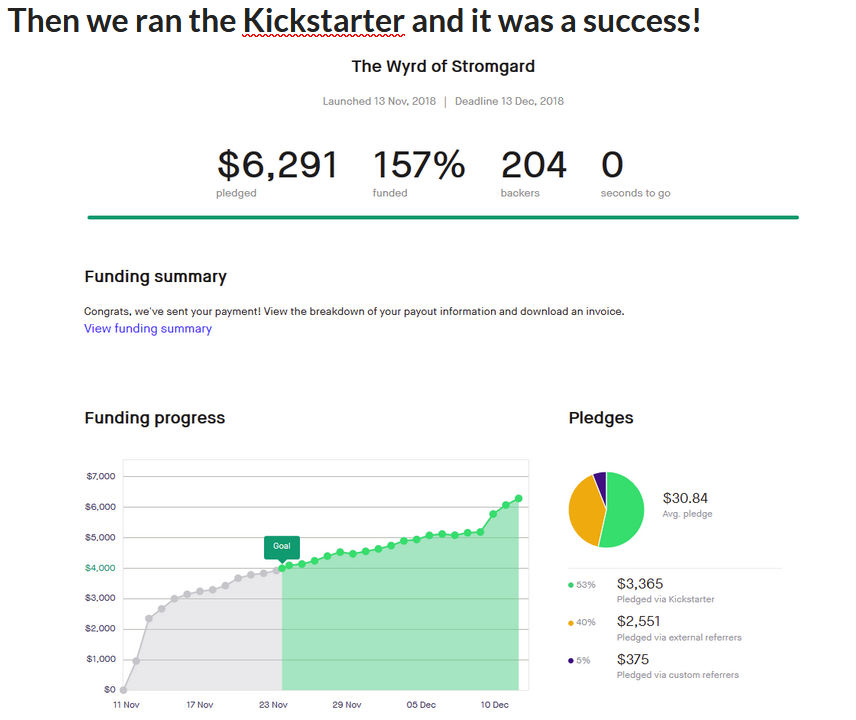 Then we ran the Kickstarter and it was a success!
The Wyrd of Stromgard
Launched 13 Nov, 2018 | Deadline 13 Dec, 2018
$6,291 157% 204 0
pledged funded backers seconds to go
Funding summary
Congrats, we've sent your payment! View the breakdown of your payout information and download an invoice.
View funding summary
Funding progress
$7,000
$6,000
$5,000
$4,000
$3,000
$2,000
$1,000
$0
Goal
11 Nov 17 Nov 23 Nov 29 Nov 05 Dec 10 Dec
Pledges
$30.84
Avg. pledge
53% $3,365
Pledged via Kickstarter
40% $2,551
Pledged via external referrers
5% $375
Pledged via custom referrers